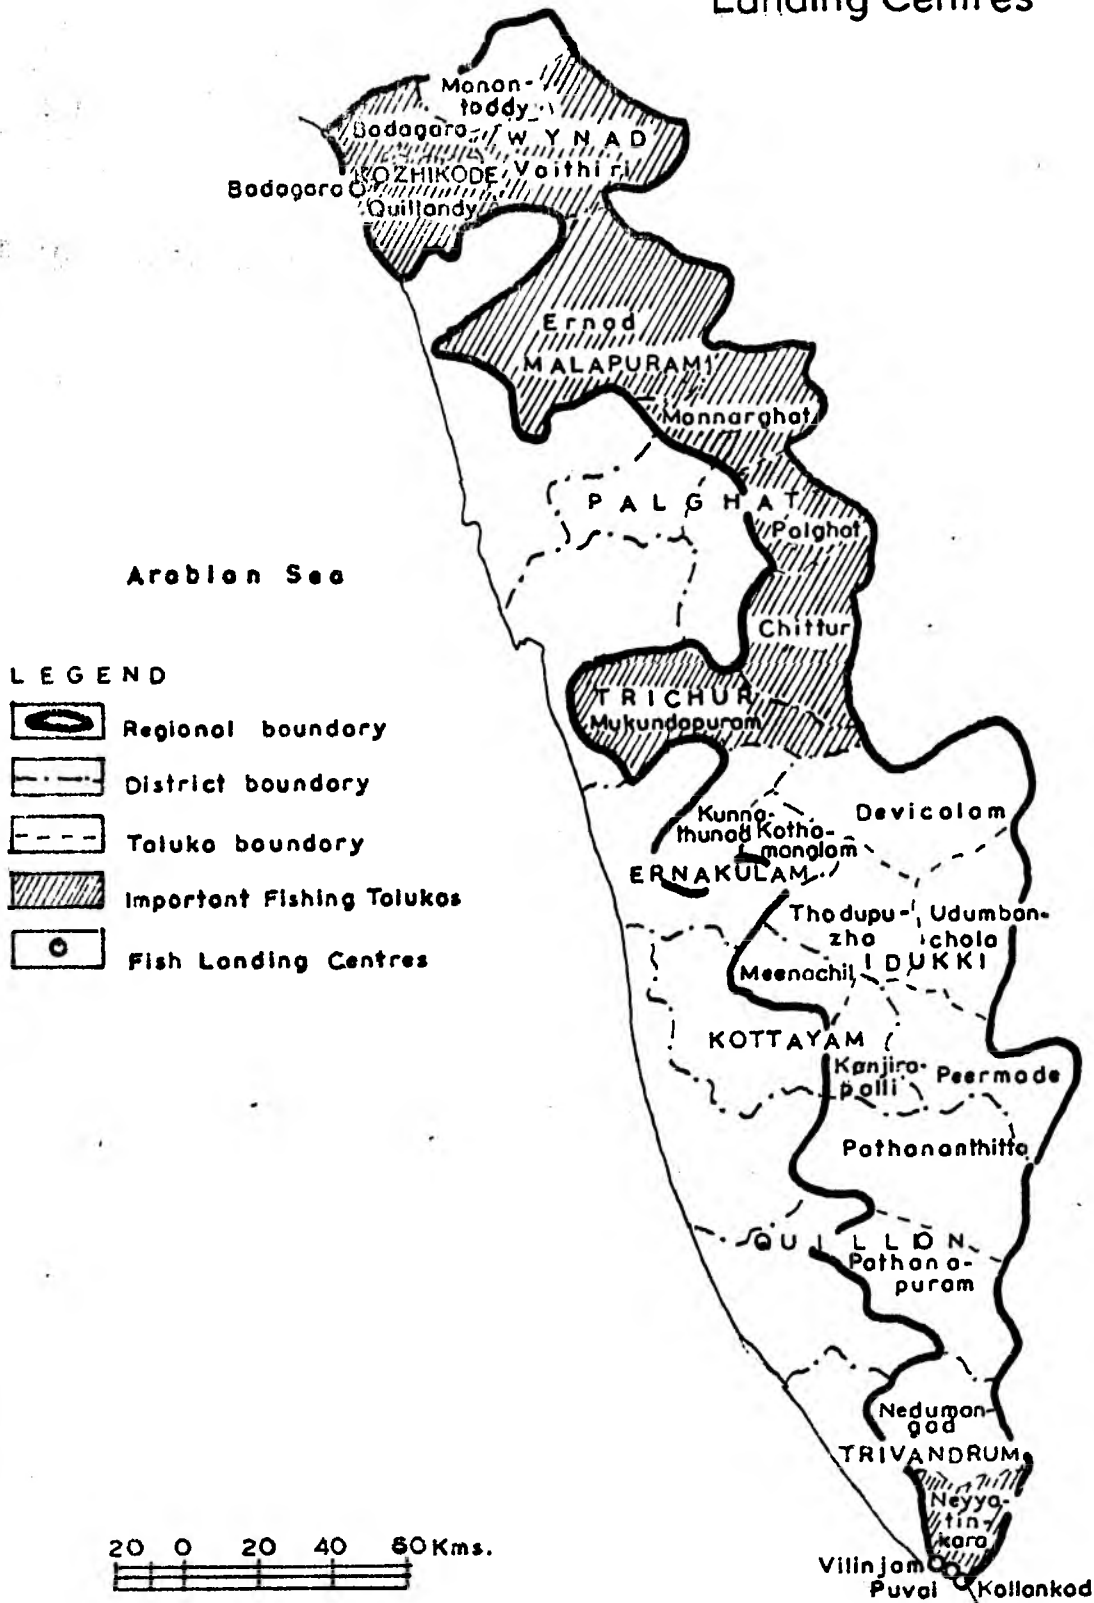 Landing Centres
Manan-
toddy
Badagara
WYNAD
KOZHIKODE
Vaithiri
Badagara
Quillandy
Ernad
MALAPURAM
Mannarghat
PALGHAT
Palghat
Arabian Sea
Chittur
LEGEND
TRICHUR
Mukundapuram
Regional boundary
District boundary
Devicolam
Kunna-
thunad
Kotha-
manglam
Taluka boundary
ERNAKULAM
Important Fishing Talukas
Thodupu-
zha
Udumban-
chola
Fish Landing Centres
Meenachil
IDUKKI
KOTTAYAM
Kanjira-
palli
Peermade
Pathananthitta
QUILLON
Pathana-
puram
Neduman-
gad
TRIVANDRUM
Neyya-
tin-
kara
20 0 20 40 60 Kms.
Vilinjam
Puvai
Kollankod